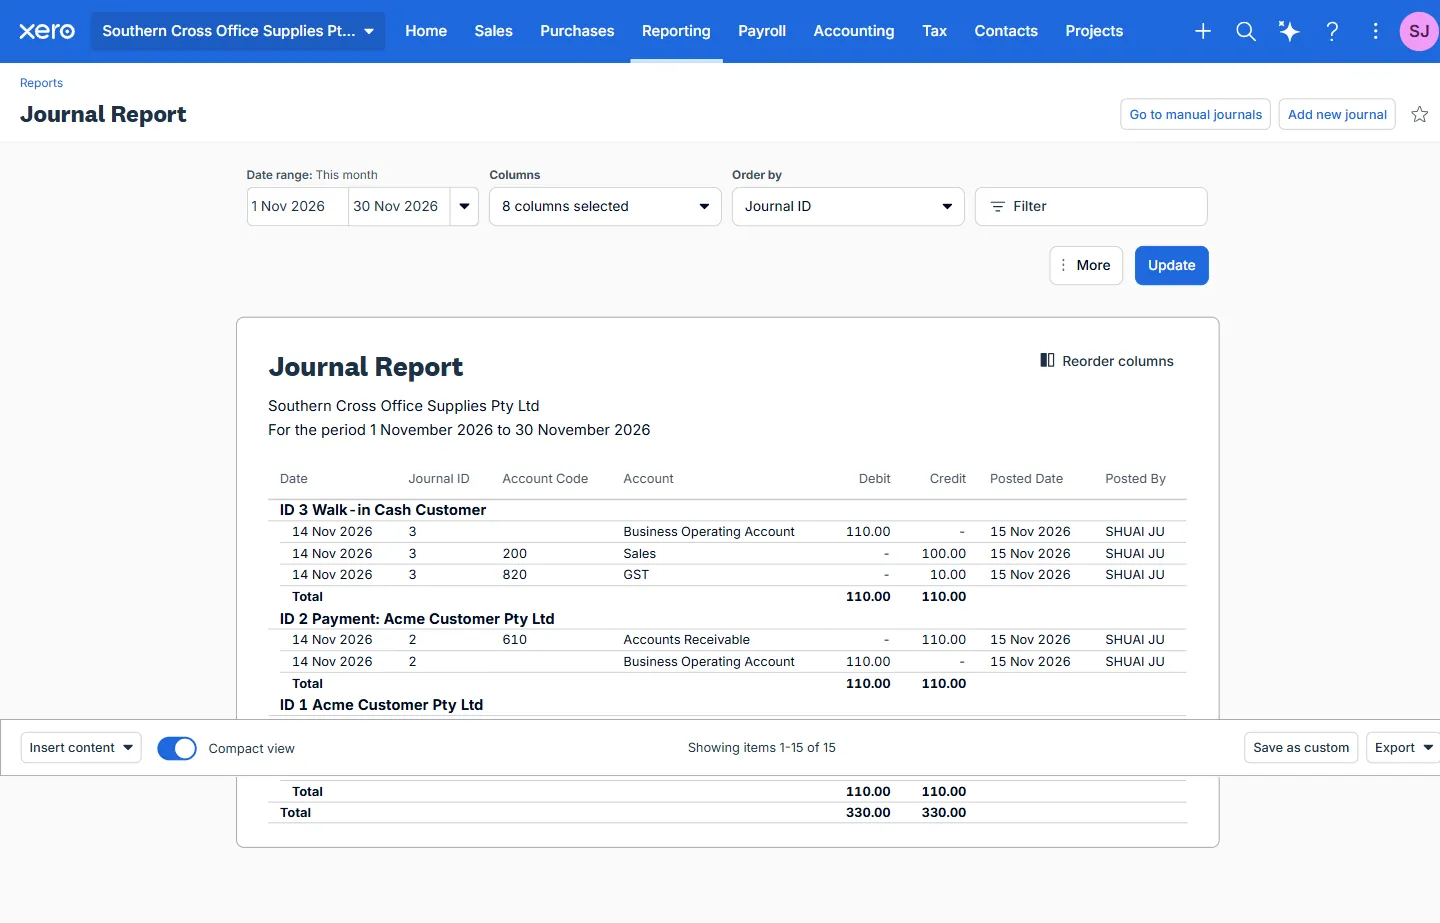 xero Southern Cross Office Supplies Pt... Home Sales Purchases Reporting Payroll Accounting Tax Contacts Projects SJ
Reports
Journal Report
Go to manual journals Add new journal
Date range: This month Columns Order by
1 Nov 2026 30 Nov 2026 8 columns selected Journal ID Filter
More Update
Journal Report
Reorder columns
Southern Cross Office Supplies Pty Ltd
For the period 1 November 2026 to 30 November 2026
Date Journal ID Account Code Account Debit Credit Posted Date Posted By
ID 3 Walk-in Cash Customer
14 Nov 2026 3 Business Operating Account 110.00 - 15 Nov 2026 SHUAI JU
14 Nov 2026 3 200 Sales - 100.00 15 Nov 2026 SHUAI JU
14 Nov 2026 3 820 GST - 10.00 15 Nov 2026 SHUAI JU
Total 110.00 110.00
ID 2 Payment: Acme Customer Pty Ltd
14 Nov 2026 2 610 Accounts Receivable - 110.00 15 Nov 2026 SHUAI JU
14 Nov 2026 2 Business Operating Account 110.00 - 15 Nov 2026 SHUAI JU
Total 110.00 110.00
ID 1 Acme Customer Pty Ltd
Insert content Compact view Showing items 1-15 of 15 Save as custom Export
Total 110.00 110.00
Total 330.00 330.00